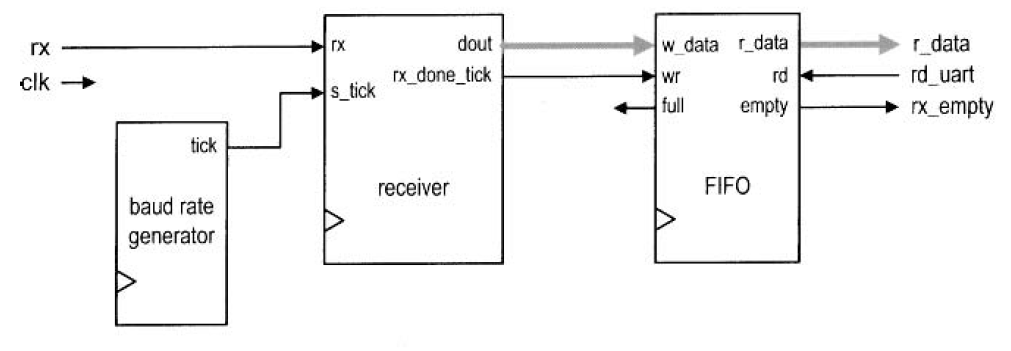 rx
clk
rx
s_tick
dout
rx_done_tick
receiver
tick
baud rate
generator
w_data
wr
full
r_data
rd
empty
FIFO
r_data
rd_uart
rx_empty